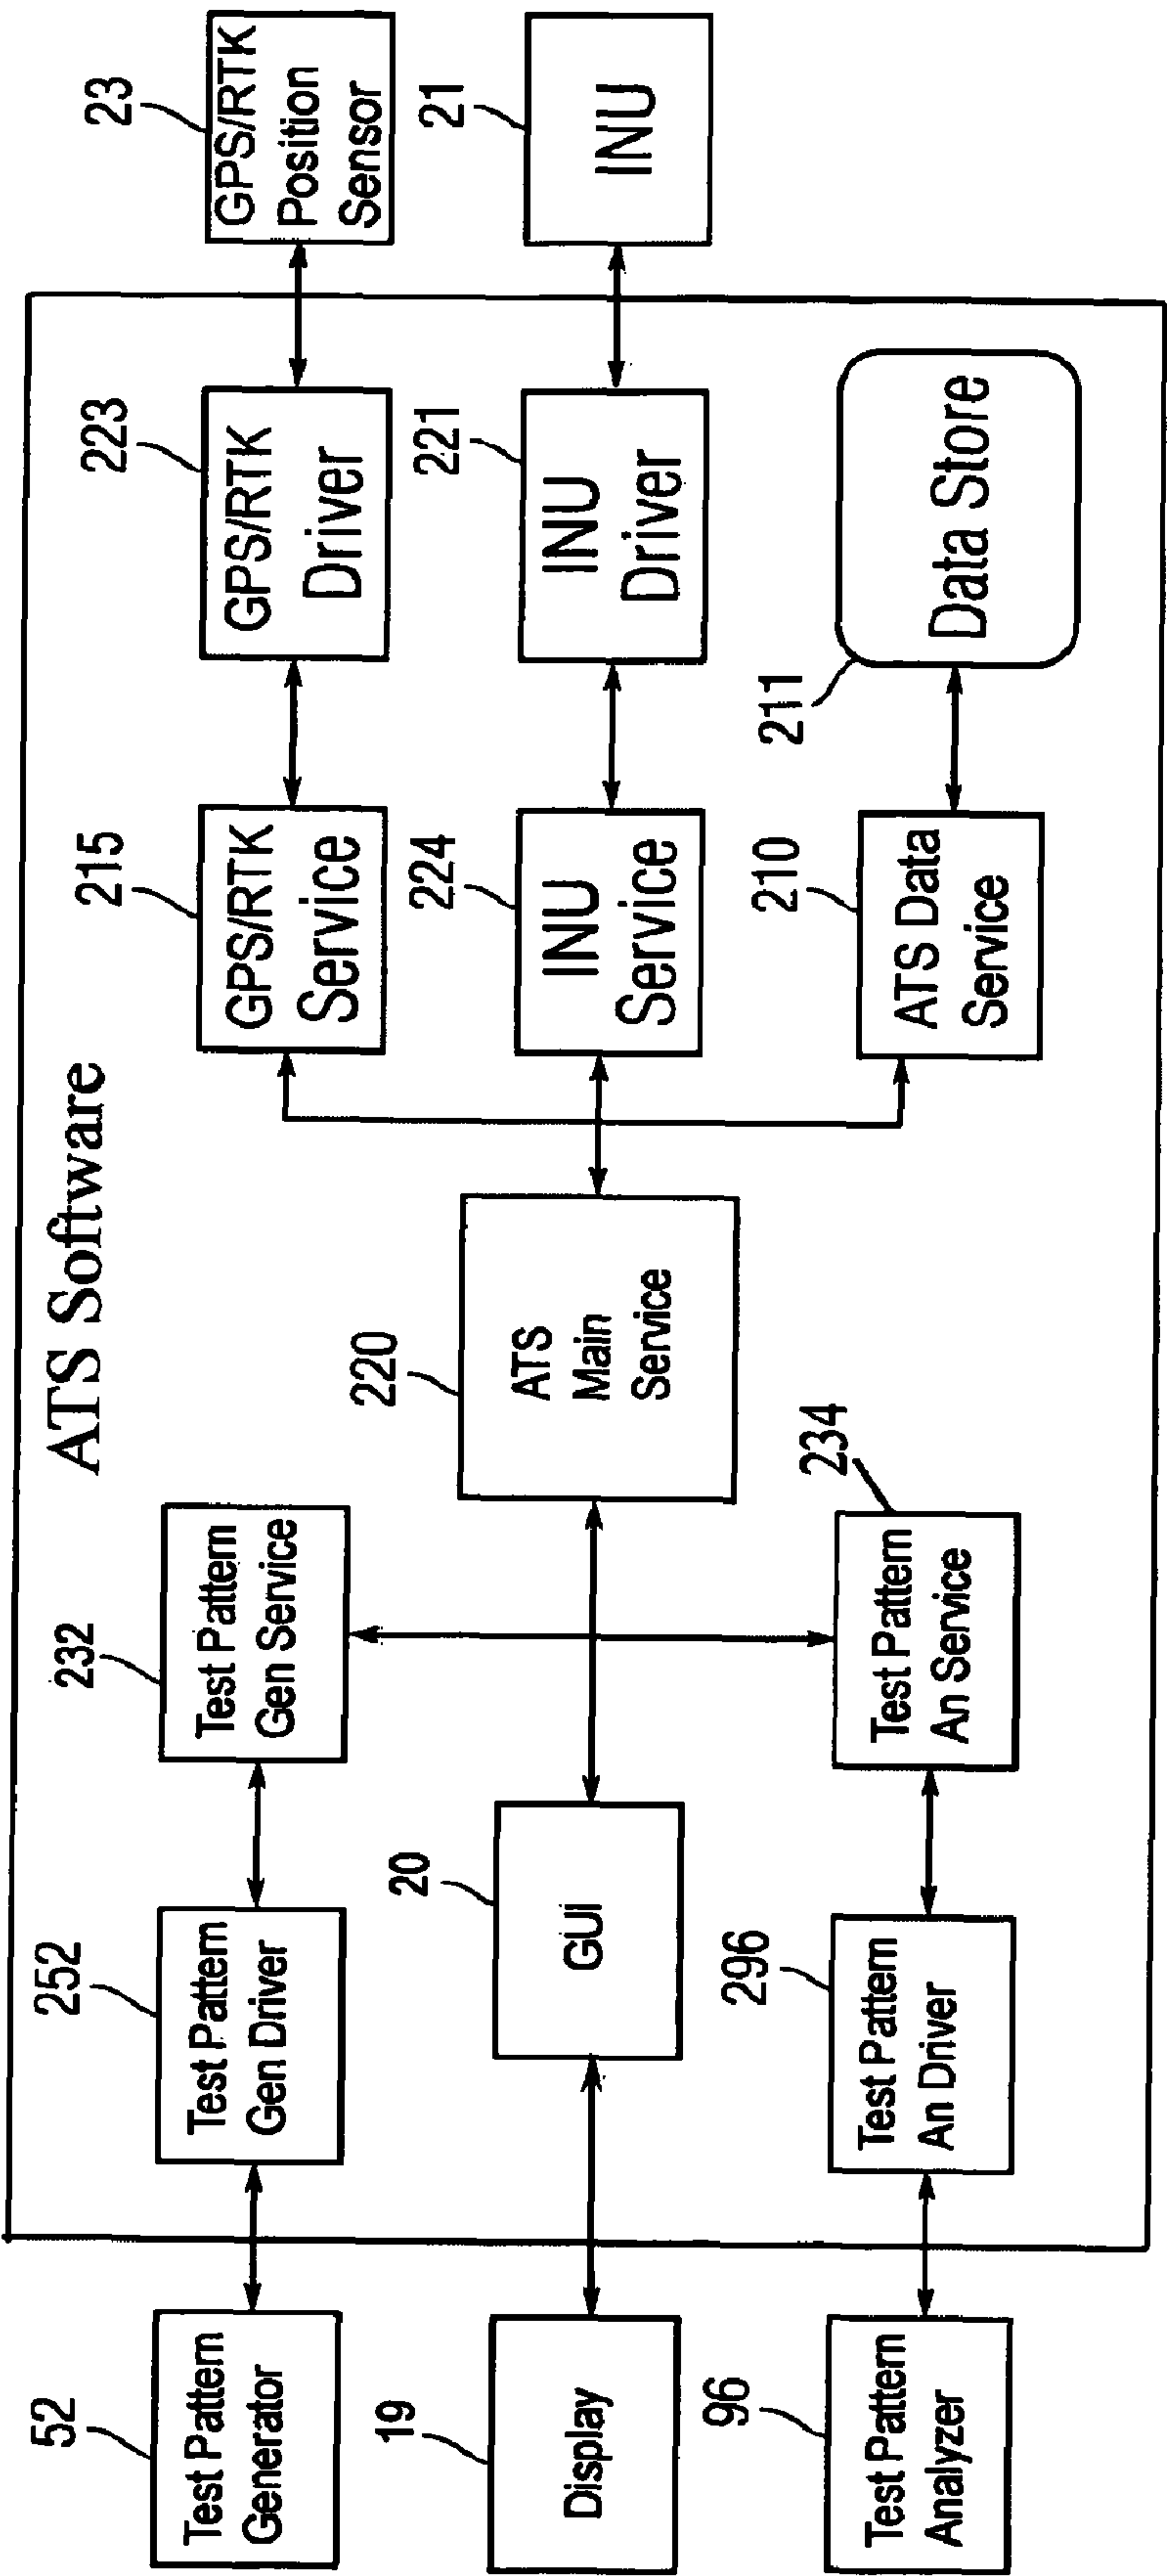 ATS Software
52
Test Pattern
Generator
252
Test Pattern
Gen Driver
232
Test Pattern
Gen Service
19
Display
20
GUI
220
ATS
Main
Service
96
Test Pattern
Analyzer
296
Test Pattern
An Driver
234
Test Pattern
An Service
215
GPS/RTK
Service
223
GPS/RTK
Driver
23
GPS/RTK
Position
Sensor
224
INU
Service
221
INU
Driver
21
INU
210
ATS Data
Service
211
Data Store